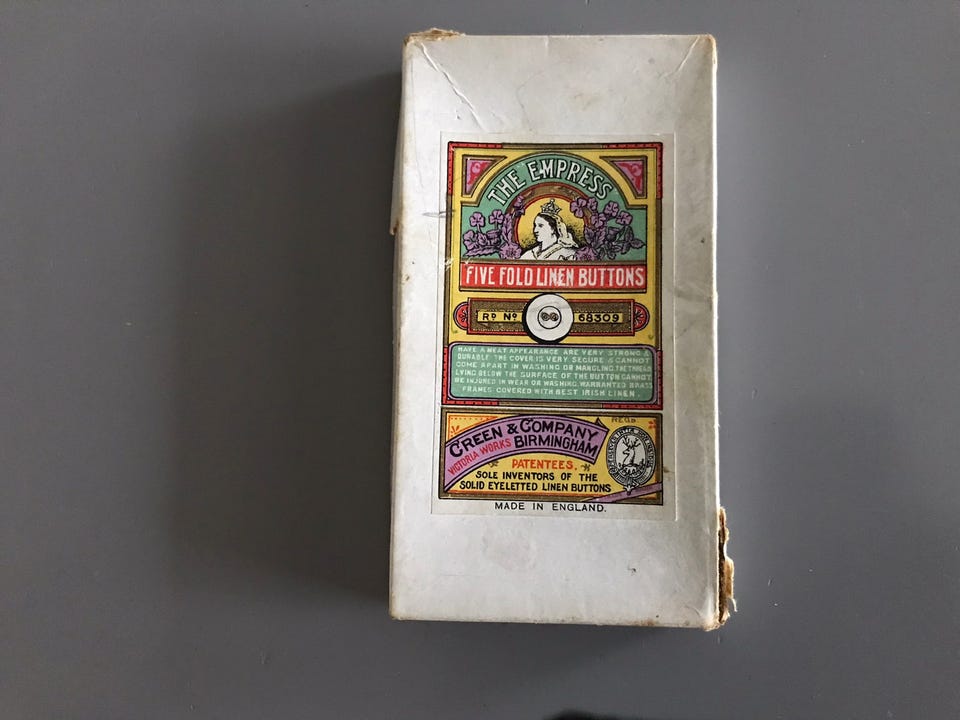 THE EMPRESS
FIVE FOLD LINEN BUTTONS
RD NO 68309
HAVE A NEAT APPEARANCE ARE VERY STRONG &
DURABLE THE COVER IS VERY SECURE & CANNOT
COME APART IN WASHING OR MANGLING. THE THREAD
LYING BELOW THE SURFACE OF THE BUTTON CANNOT
BE INJURED IN WEAR OR WASHING. WARRANTED BRASS
FRAMES COVERED WITH BEST IRISH LINEN.
GREEN & COMPANY
VICTORIA WORKS BIRMINGHAM
PATENTEES.
SOLE INVENTORS OF THE
SOLID EYELETTED LINEN BUTTONS
REGD.
MADE IN ENGLAND.